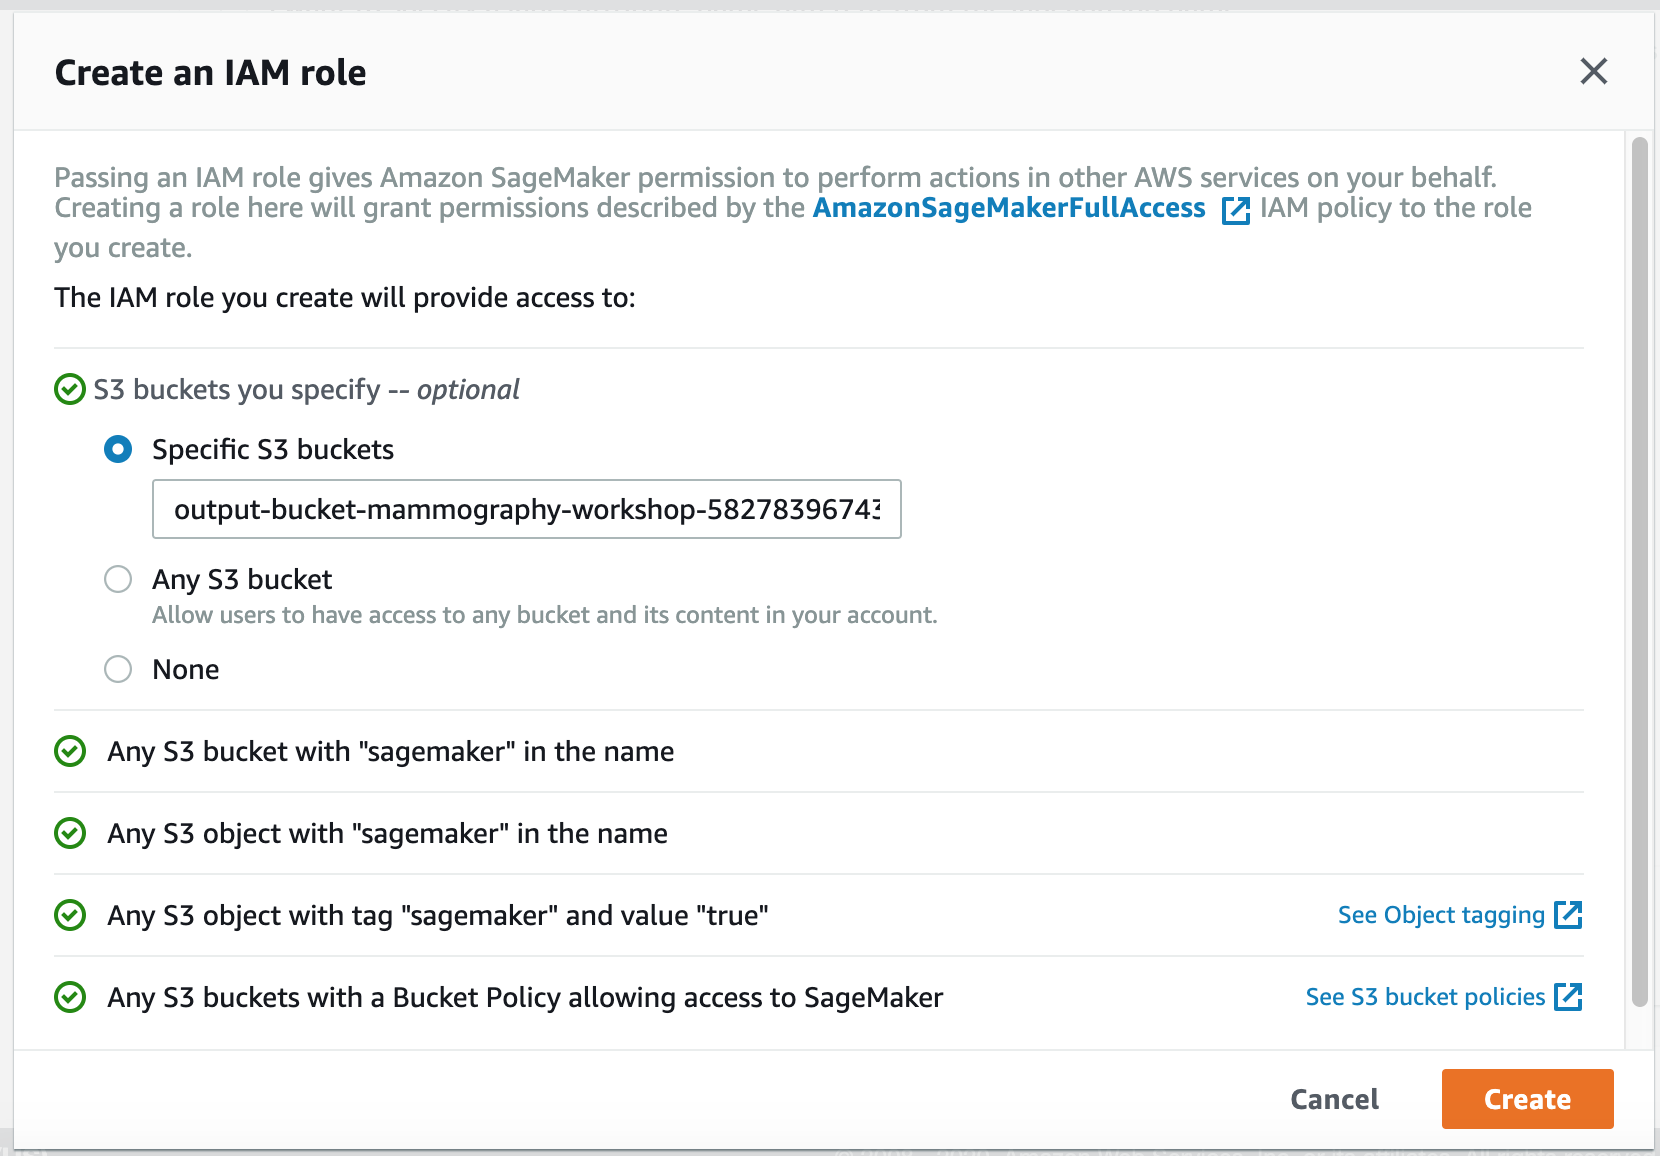 Create an IAM role
Passing an IAM role gives Amazon SageMaker permission to perform actions in other AWS services on your behalf.
Creating a role here will grant permissions described by the AmazonSageMakerFullAccess IAM policy to the role
you create.
The IAM role you create will provide access to:
S3 buckets you specify -- optional
Specific S3 buckets
output-bucket-mammography-workshop-58278396743
Any S3 bucket
Allow users to have access to any bucket and its content in your account.
None
Any S3 bucket with "sagemaker" in the name
Any S3 object with "sagemaker" in the name
Any S3 object with tag "sagemaker" and value "true"
See Object tagging
Any S3 buckets with a Bucket Policy allowing access to SageMaker
See S3 bucket policies
Cancel
Create